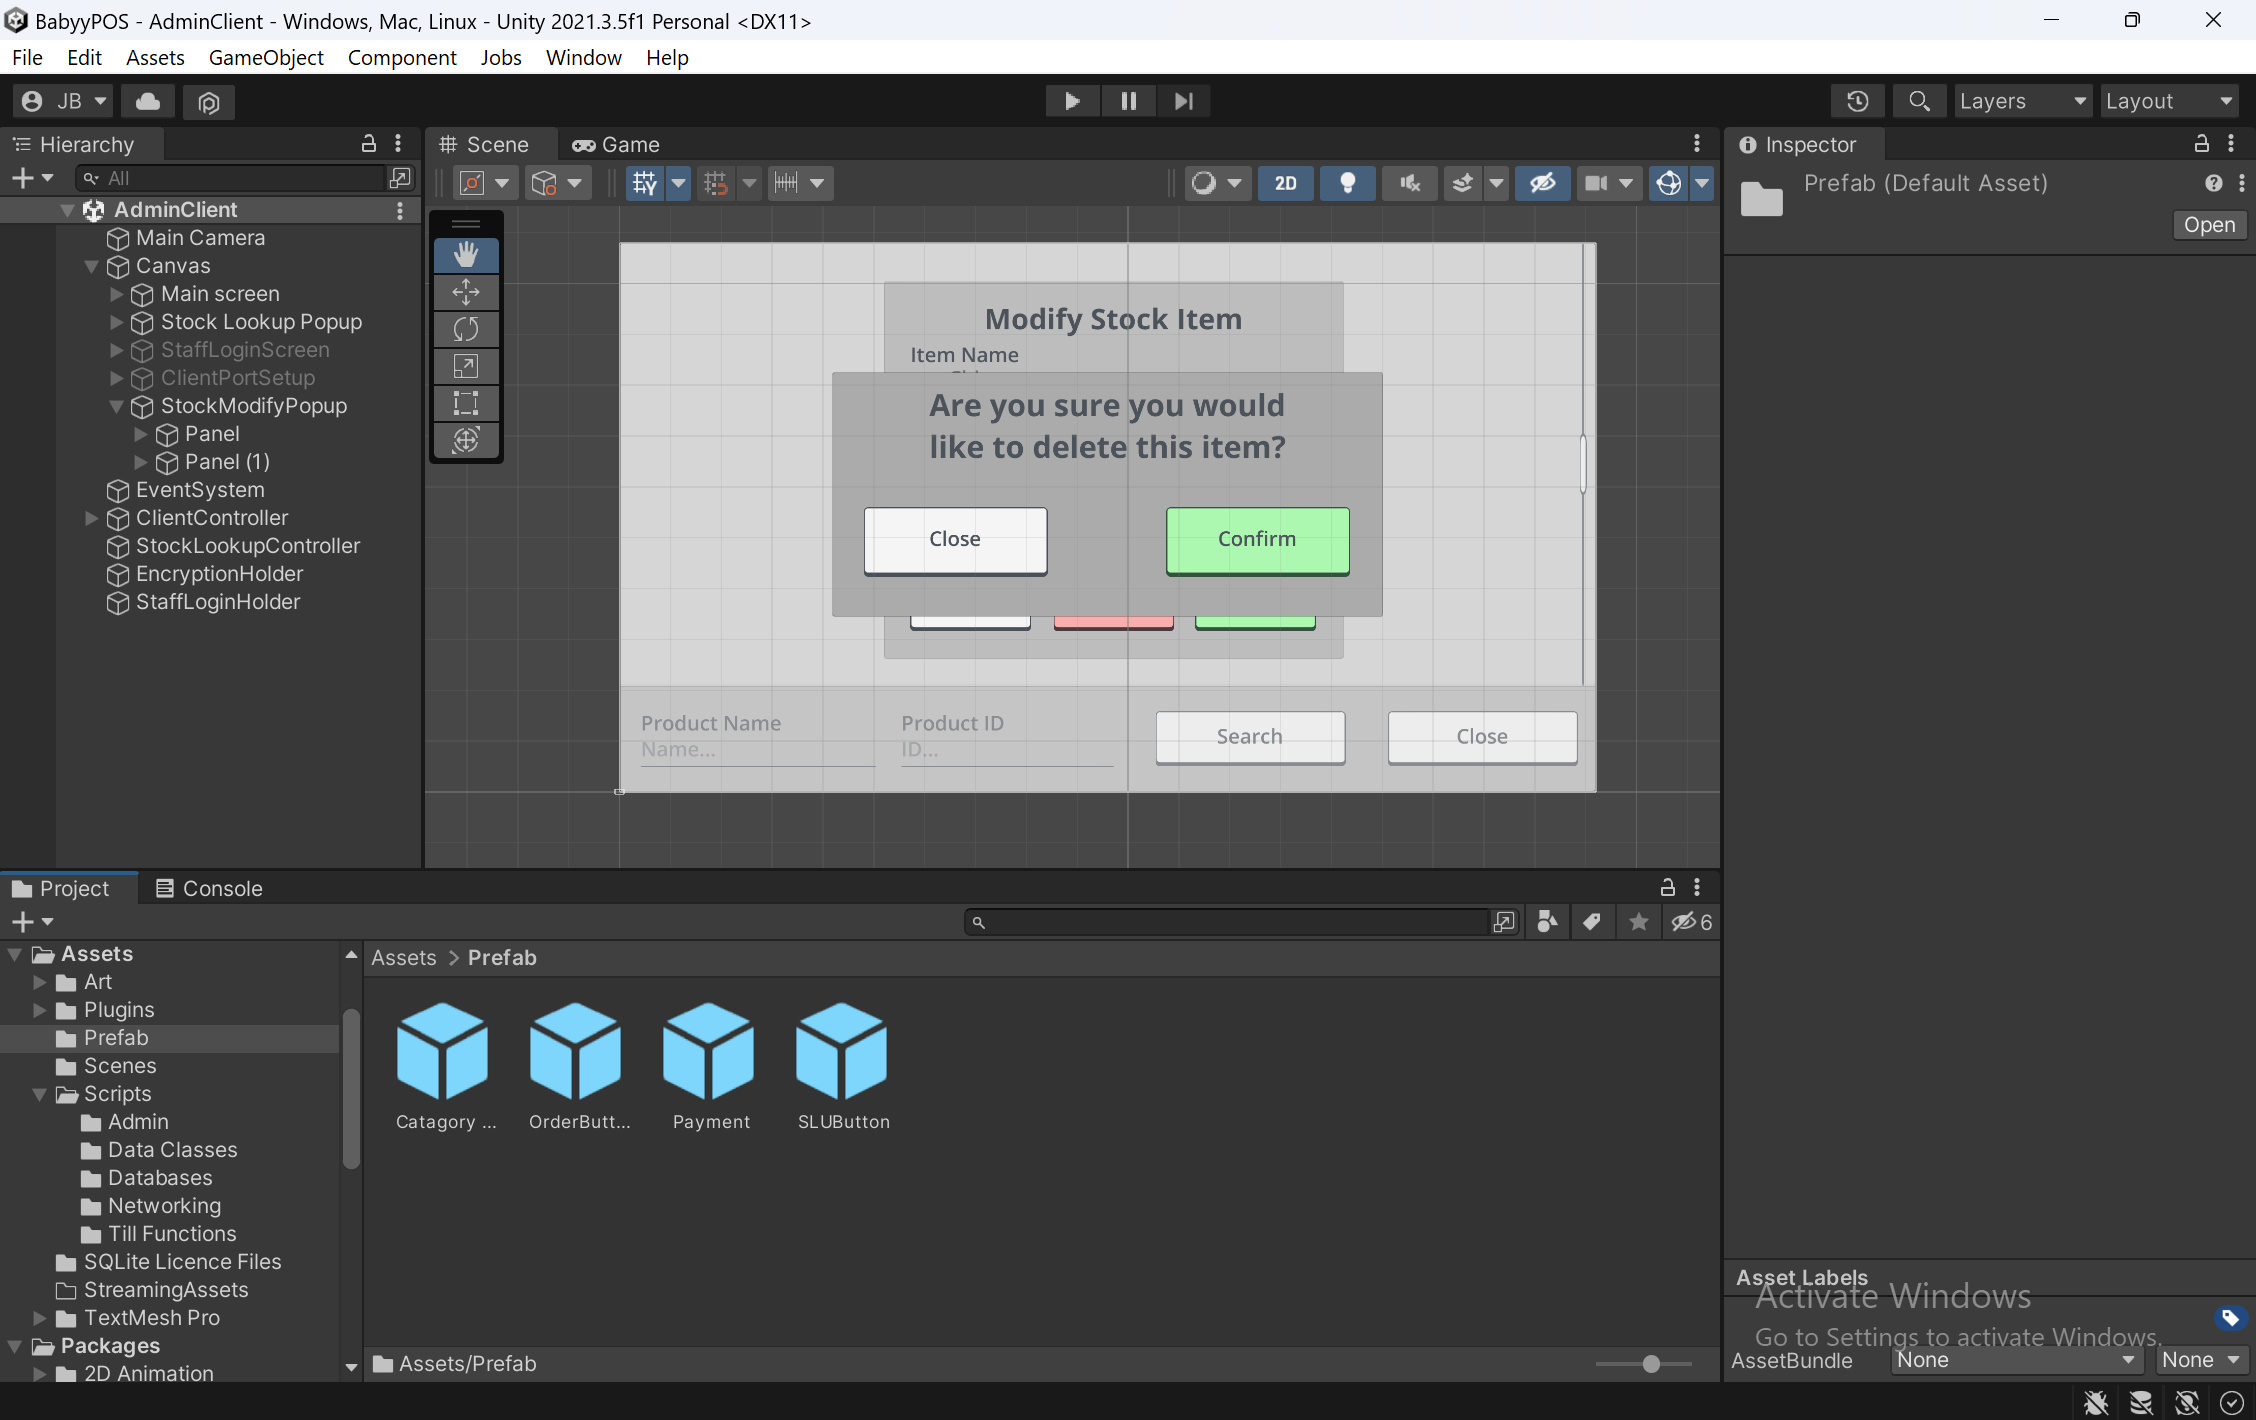 BabyyPOS - AdminClient - Windows, Mac, Linux - Unity 2021.3.5f1 Personal <DX11>
File Edit Assets GameObject Component Jobs Window Help
JB
Layers
Layout
Hierarchy
All
AdminClient
Main Camera
Canvas
Main screen
Stock Lookup Popup
StaffLoginScreen
ClientPortSetup
StockModifyPopup
Panel
Panel (1)
EventSystem
ClientController
StockLookupController
EncryptionHolder
StaffLoginHolder
Scene
Game
2D
Modify Stock Item
Item Name
Are you sure you would
like to delete this item?
Close
Confirm
Product Name
Name...
Product ID
ID...
Search
Close
Inspector
Prefab (Default Asset)
Open
Project
Console
6
Assets
Art
Plugins
Prefab
Scenes
Scripts
Admin
Data Classes
Databases
Networking
Till Functions
SQLite Licence Files
StreamingAssets
TextMesh Pro
Packages
2D Animation
Assets > Prefab
Catagory ...
OrderButt...
Payment
SLUButton
Assets/Prefab
Asset Labels
Activate Windows
Go to Settings to activate Windows.
AssetBundle
None
None